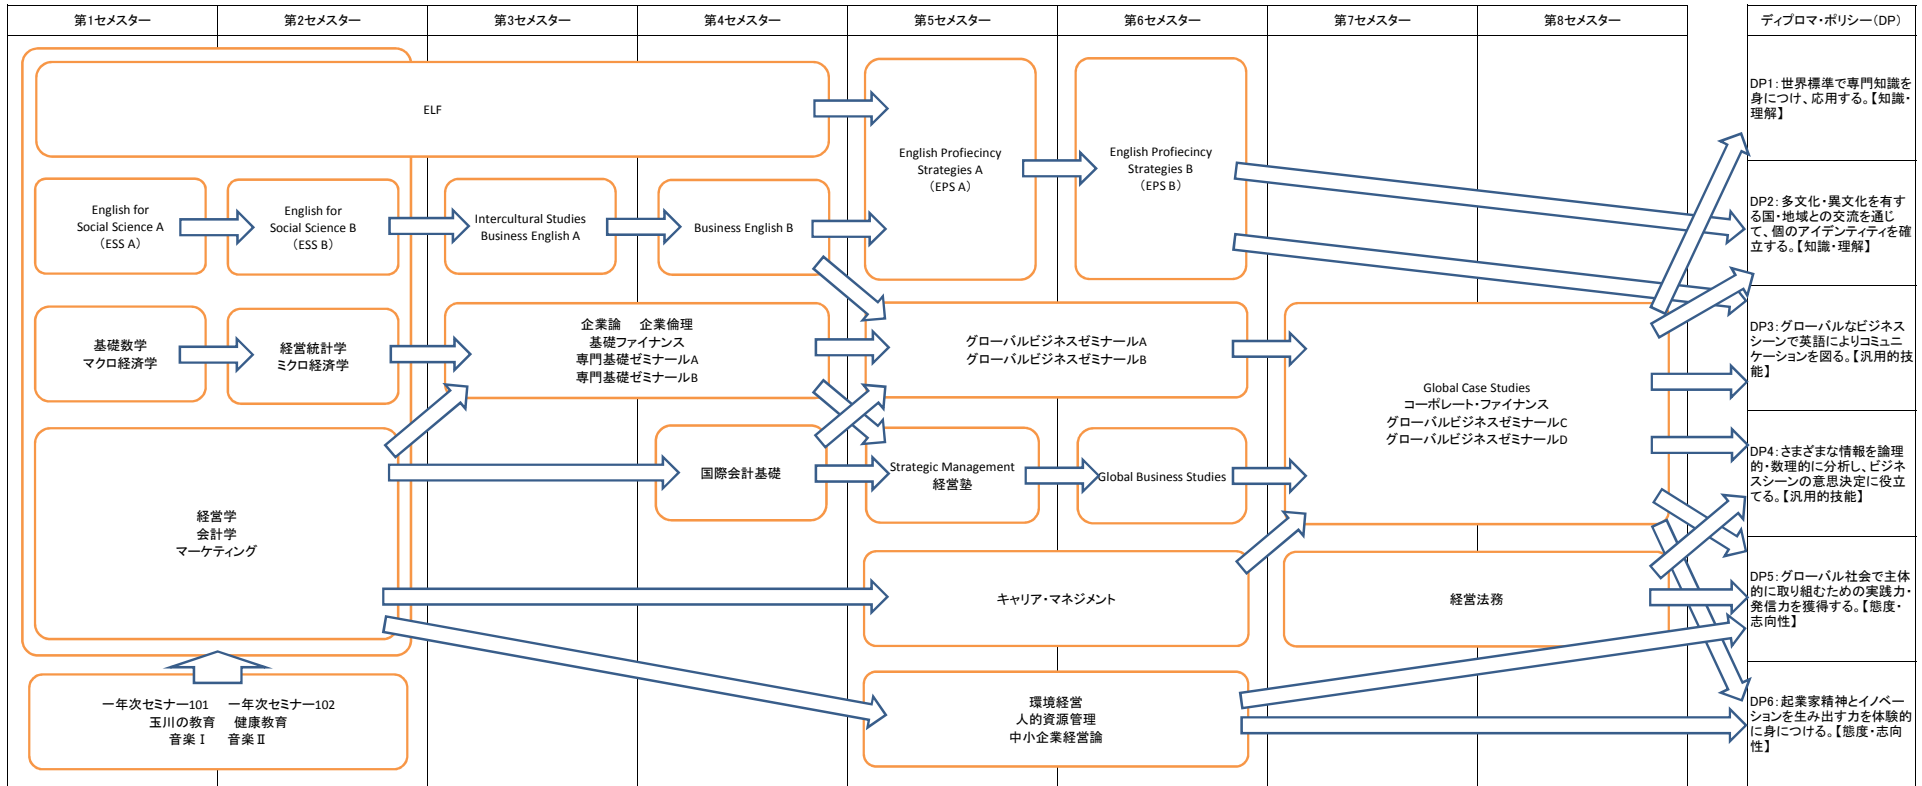 第1セメスター
第2セメスター
第3セメスター
第4セメスター
第5セメスター
第6セメスター
第7セメスター
第8セメスター
ディプロマ・ポリシー(DP)
ELF
English for
Social Science A
(ESS A)
English for
Social Science B
(ESS B)
Intercultural Studies
Business English A
Business English B
English Profiecincy
Strategies A
(EPS A)
English Profiecincy
Strategies B
(EPS B)
基礎数学
マクロ経済学
経営統計学
ミクロ経済学
企業論 企業倫理
基礎ファイナンス
専門基礎ゼミナールA
専門基礎ゼミナールB
グローバルビジネスゼミナールA
グローバルビジネスゼミナールB
Global Case Studies
コーポレート・ファイナンス
グローバルビジネスゼミナールC
グローバルビジネスゼミナールD
経営学
会計学
マーケティング
国際会計基礎
Strategic Management
経営塾
Global Business Studies
キャリア・マネジメント
経営法務
一年次セミナー101 一年次セミナー102
玉川の教育 健康教育
音楽Ⅰ 音楽Ⅱ
環境経営
人的資源管理
中小企業経営論
DP1:世界標準で専門知識を
身につけ、応用する。【知識・
理解】
DP2:多文化・異文化を有す
る国・地域との交流を通じ
て、個のアイデンティティを確
立する。【知識・理解】
DP3:グローバルなビジネス
シーンで英語によりコミュニ
ケーションを図る。【汎用的技
能】
DP4:さまざまな情報を論理
的・数理的に分析し、ビジネ
スシーンの意思決定に役立
てる。【汎用的技能】
DP5:グローバル社会で主体
的に取り組むための実践力・
発信力を獲得する。【態度・
志向性】
DP6:起業家精神とイノベー
ションを生み出す力を体験的
に身につける。【態度・志向
性】